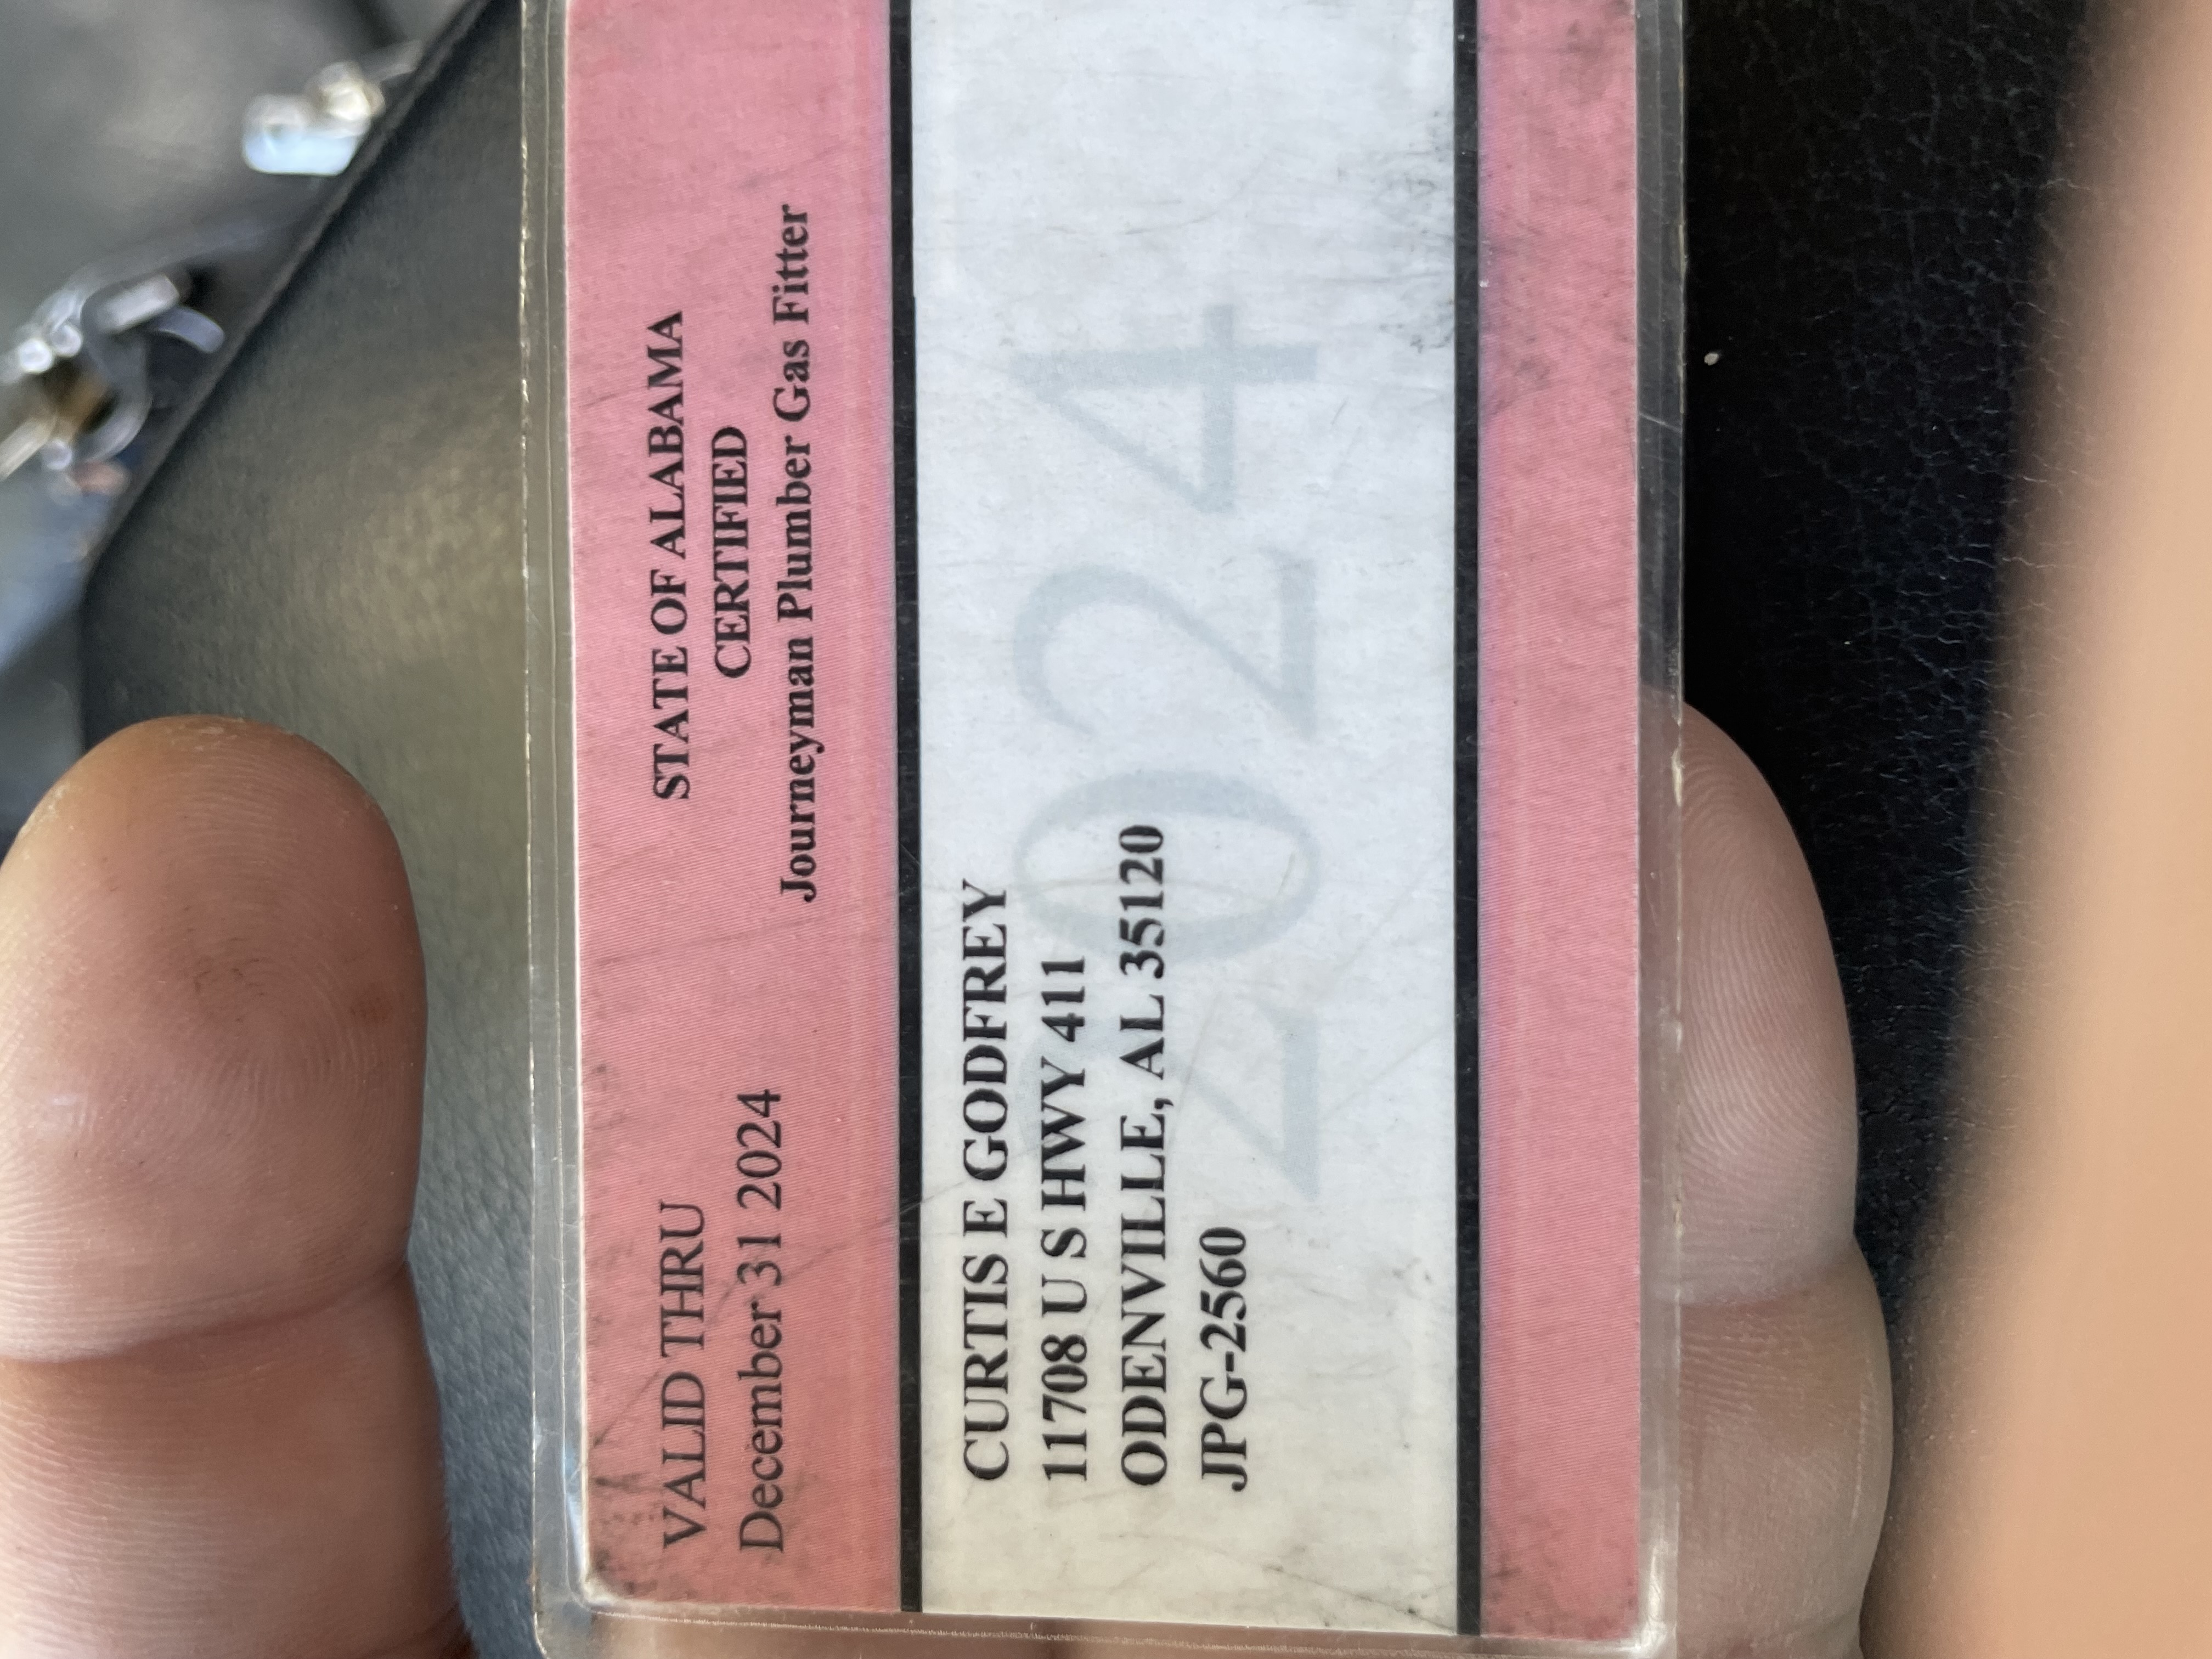 STATE OF ALABAMA
CERTIFIED
Journeyman Plumber Gas Fitter
VALID THRU
December 31 2024
2024
CURTIS E GODFREY
11708 U S HWY 411
ODENVILLE, AL 35120
JPG-2560